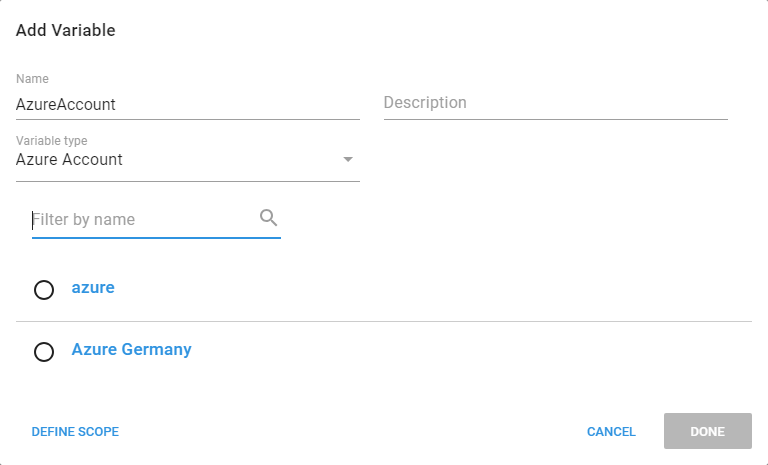 Add Variable
Name
AzureAccount
Description
Variable type
Azure Account
Filter by name
azure
Azure Germany
DEFINE SCOPE
CANCEL
DONE